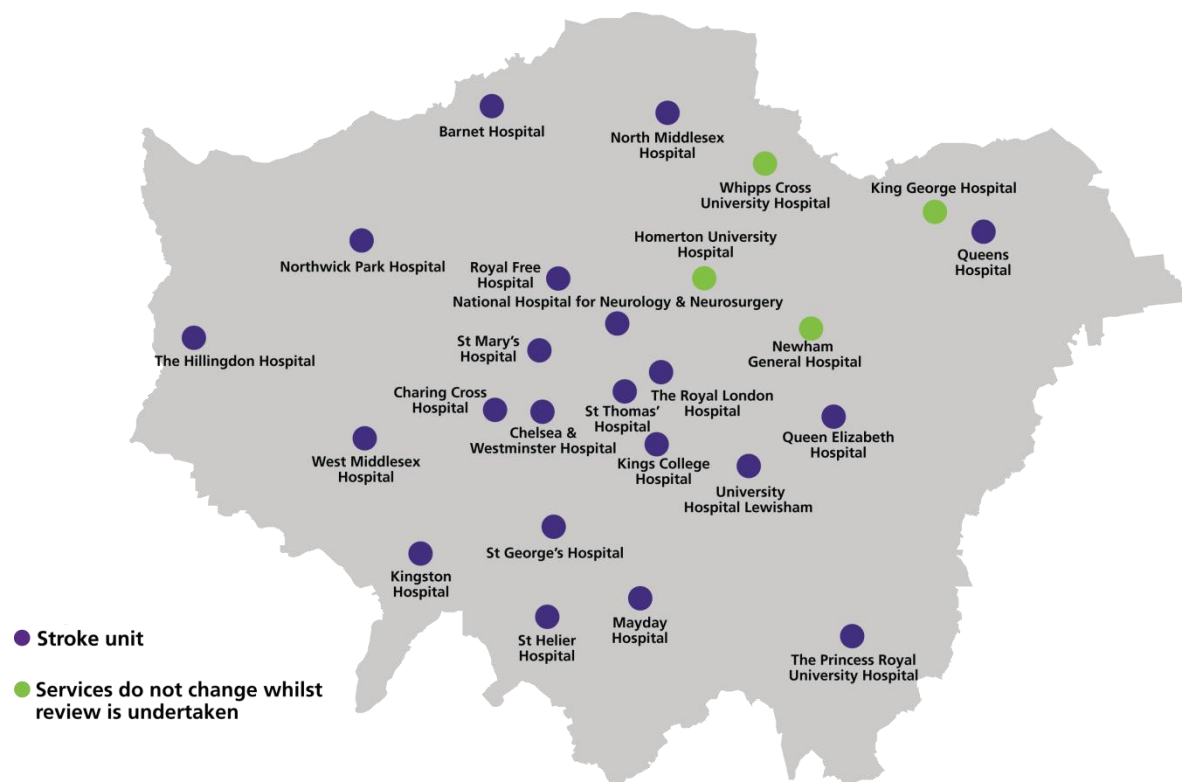 Barnet Hospital
North Middlesex
Hospital
Whipps Cross
University Hospital
King George Hospital
Queens
Hospital
Homerton University
Hospital
Northwick Park Hospital
Royal Free
Hospital
National Hospital for Neurology & Neurosurgery
The Hillingdon Hospital
St Mary’s
Hospital
Newham
General Hospital
Charing Cross
Hospital
Chelsea &
Westminster Hospital
St Thomas’
Hospital
The Royal London
Hospital
Queen Elizabeth
Hospital
West Middlesex
Hospital
Kings College
Hospital
University
Hospital Lewisham
St George’s Hospital
Kingston
Hospital
St Helier
Hospital
Mayday
Hospital
The Princess Royal
University Hospital
Stroke unit
Services do not change whilst
review is undertaken